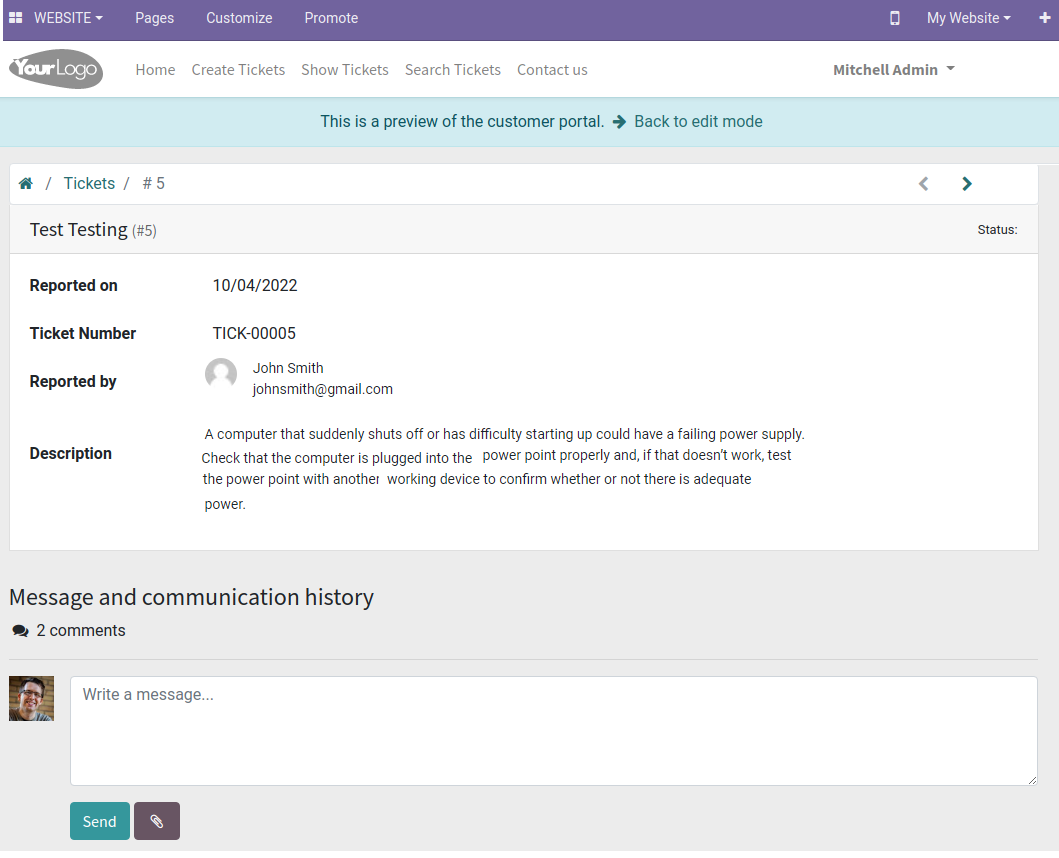 WEBSITE Pages Customize Promote My Website
YourLogo Home Create Tickets Show Tickets Search Tickets Contact us Mitchell Admin
This is a preview of the customer portal. Back to edit mode
/ Tickets / # 5
Test Testing (#5) Status:
Reported on 10/04/2022
Ticket Number TICK-00005
Reported by John Smith
johnsmith@gmail.com
Description A computer that suddenly shuts off or has difficulty starting up could have a failing power supply.
Check that the computer is plugged into the power point properly and, if that doesn't work, test
the power point with another working device to confirm whether or not there is adequate
power.
Message and communication history
2 comments
Write a message...
Send